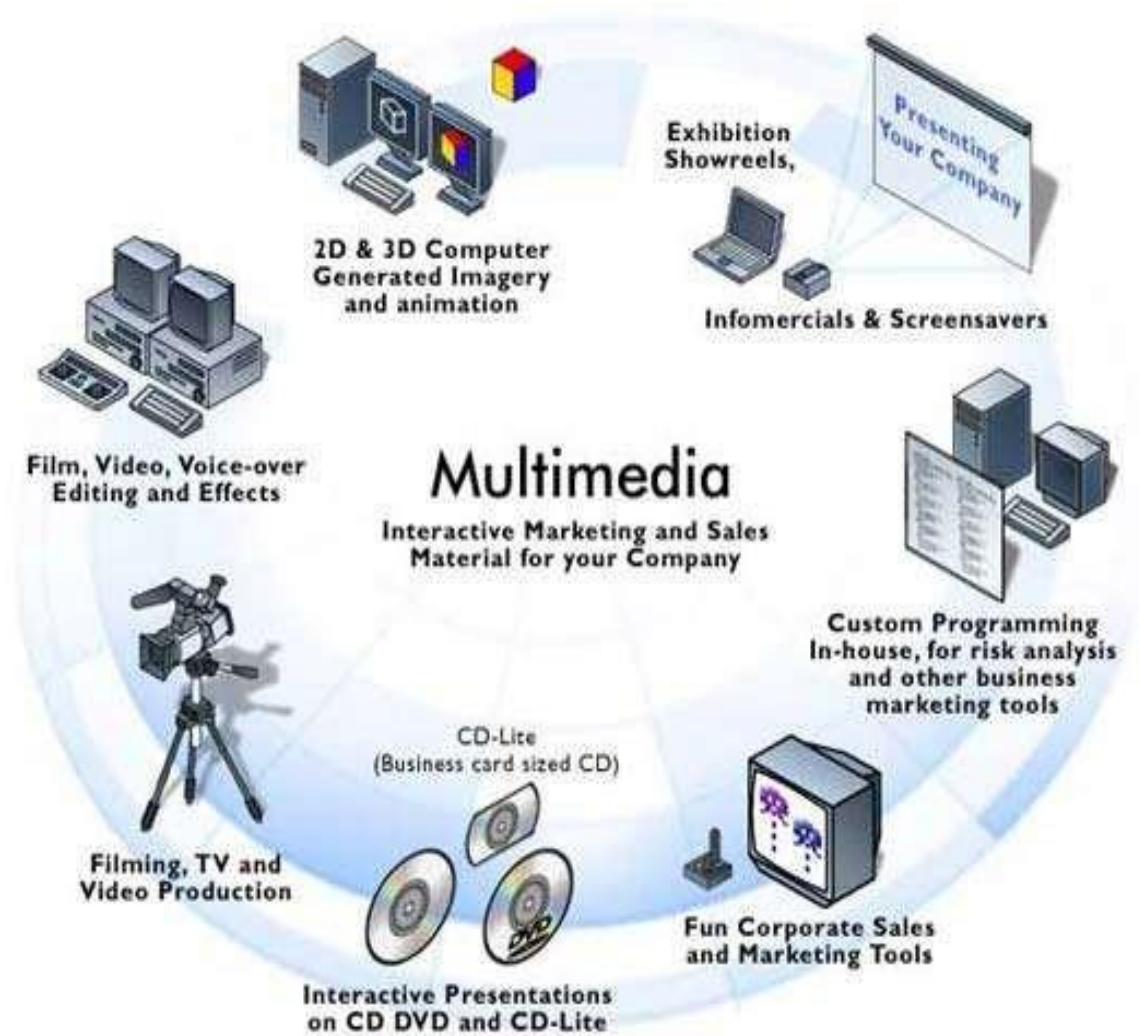 Multimedia
Interactive Marketing and Sales
Material for your Company
2D & 3D Computer
Generated Imagery
and animation
Exhibition
Showreels,
Presenting
Your Company
Infomercials & Screensavers
Custom Programming
In-house, for risk analysis
and other business
marketing tools
Fun Corporate Sales
and Marketing Tools
CD-Lite
(Business card sized CD)
DVD
Interactive Presentations
on CD DVD and CD-Lite
Filming, TV and
Video Production
Film, Video, Voice-over
Editing and Effects